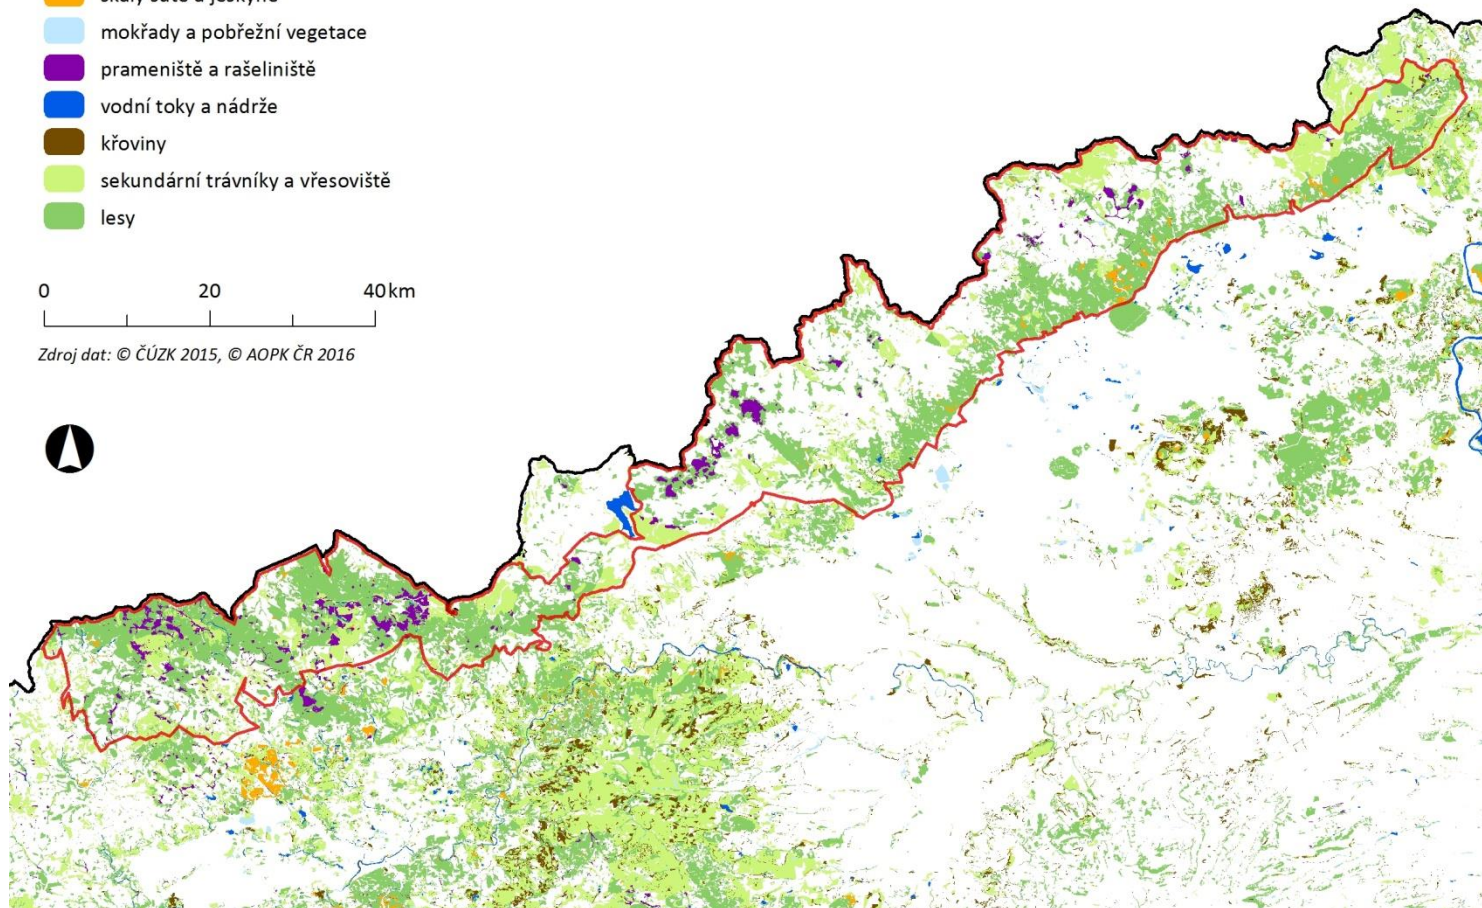 mokřady a pobřežní vegetace
prameniště a rašeliniště
vodní toky a nádrže
křoviny
sekundární trávníky a vřesoviště
lesy
0 20 40 km
Zdroj dat: © ČÚZK 2015, © AOPK ČR 2016